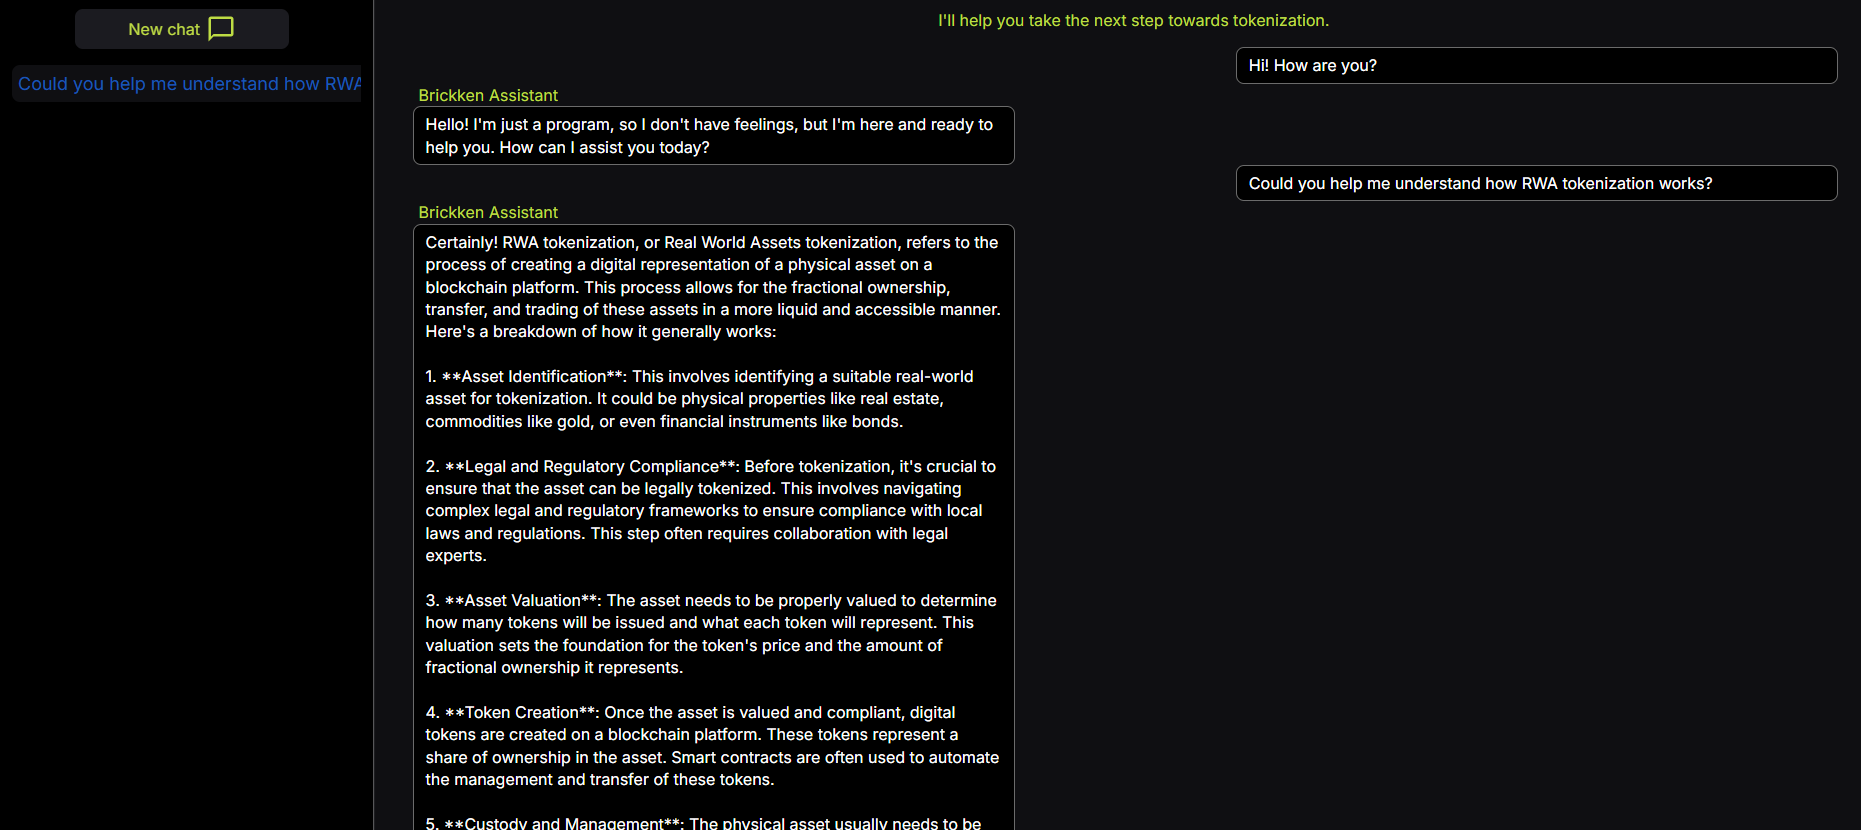 New chat
Could you help me understand how RWA
I'll help you take the next step towards tokenization.
Hi! How are you?
Brickken Assistant
Hello! I'm just a program, so I don't have feelings, but I'm here and ready to
help you. How can I assist you today?
Could you help me understand how RWA tokenization works?
Brickken Assistant
Certainly! RWA tokenization, or Real World Assets tokenization, refers to the
process of creating a digital representation of a physical asset on a
blockchain platform. This process allows for the fractional ownership,
transfer, and trading of these assets in a more liquid and accessible manner.
Here's a breakdown of how it generally works:
1. **Asset Identification**: This involves identifying a suitable real-world
asset for tokenization. It could be physical properties like real estate,
commodities like gold, or even financial instruments like bonds.
2. **Legal and Regulatory Compliance**: Before tokenization, it's crucial to
ensure that the asset can be legally tokenized. This involves navigating
complex legal and regulatory frameworks to ensure compliance with local
laws and regulations. This step often requires collaboration with legal
experts.
3. **Asset Valuation**: The asset needs to be properly valued to determine
how many tokens will be issued and what each token will represent. This
valuation sets the foundation for the token's price and the amount of
fractional ownership it represents.
4. **Token Creation**: Once the asset is valued and compliant, digital
tokens are created on a blockchain platform. These tokens represent a
share of ownership in the asset. Smart contracts are often used to automate
the management and transfer of these tokens.
5. **Custody and Management**: The physical asset usually needs to be